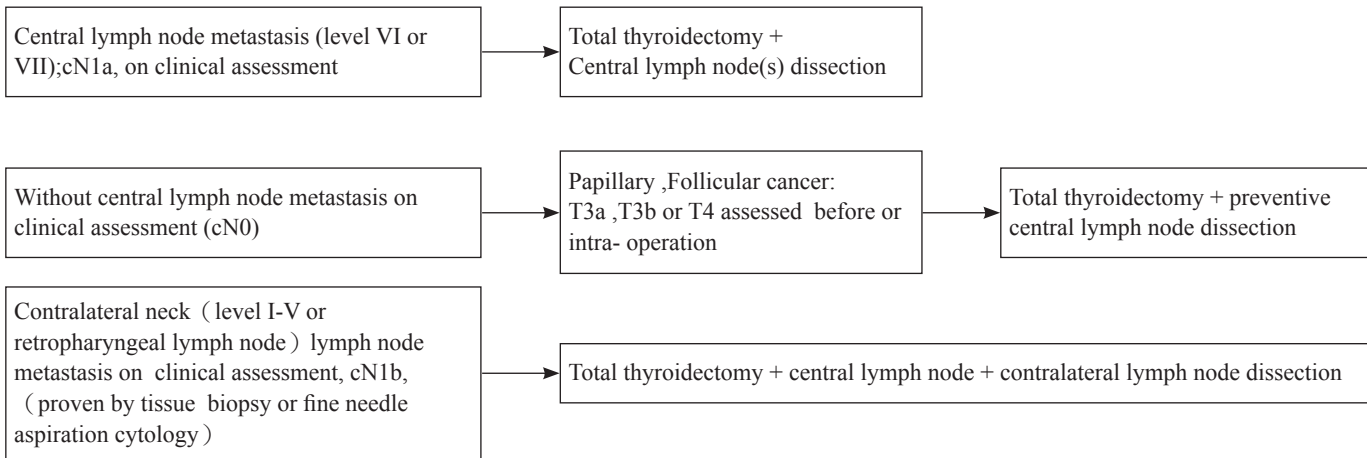 Central lymph node metastasis (level VI or
VII);cN1a, on clinical assessment
Total thyroidectomy +
Central lymph node(s) dissection
Without central lymph node metastasis on
clinical assessment (cN0)
Papillary ,Follicular cancer:
T3a ,T3b or T4 assessed  before or
intra- operation
Total thyroidectomy + preventive
central lymph node dissection
Contralateral neck（level I-V or
retropharyngeal lymph node）lymph node
metastasis on  clinical assessment, cN1b,
（proven by tissue  biopsy or fine needle
aspiration cytology）
Total thyroidectomy + central lymph node + contralateral lymph node dissection